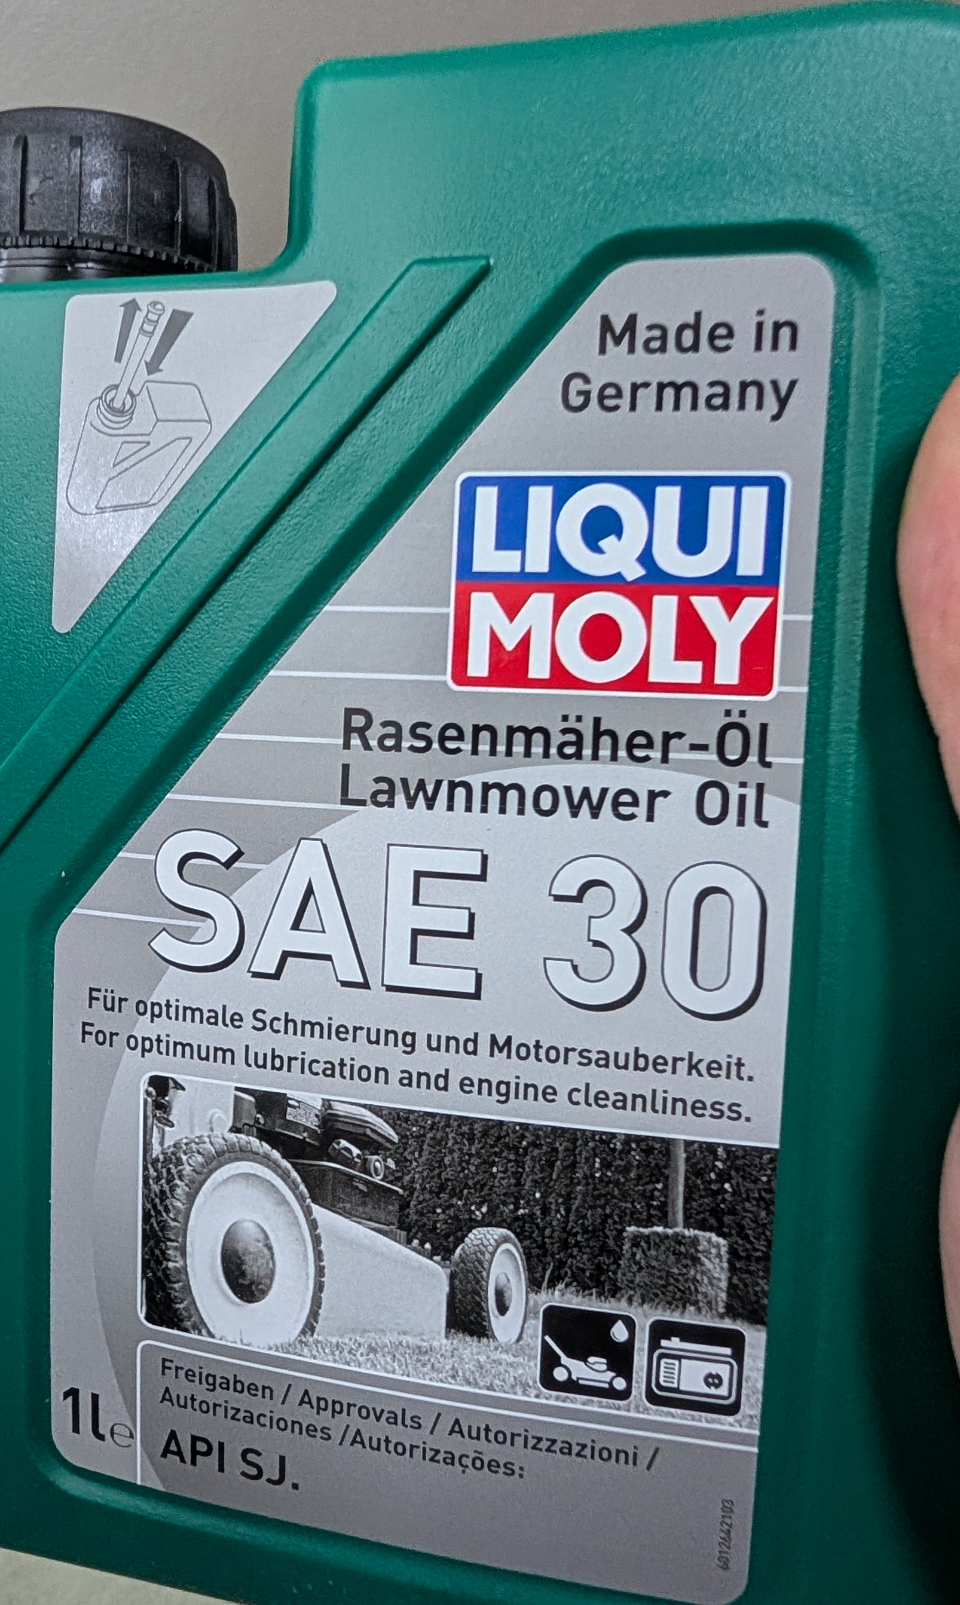 Made in
Germany
LIQUI
MOLY
Rasenmäher-Öl
Lawnmower Oil
SAE 30
Für optimale Schmierung und Motorsauberkeit.
For optimum lubrication and engine cleanliness.
1l e
Freigaben / Approvals / Autorizzazioni /
Autorizaciones /Autorizações:
API SJ.
6012642103